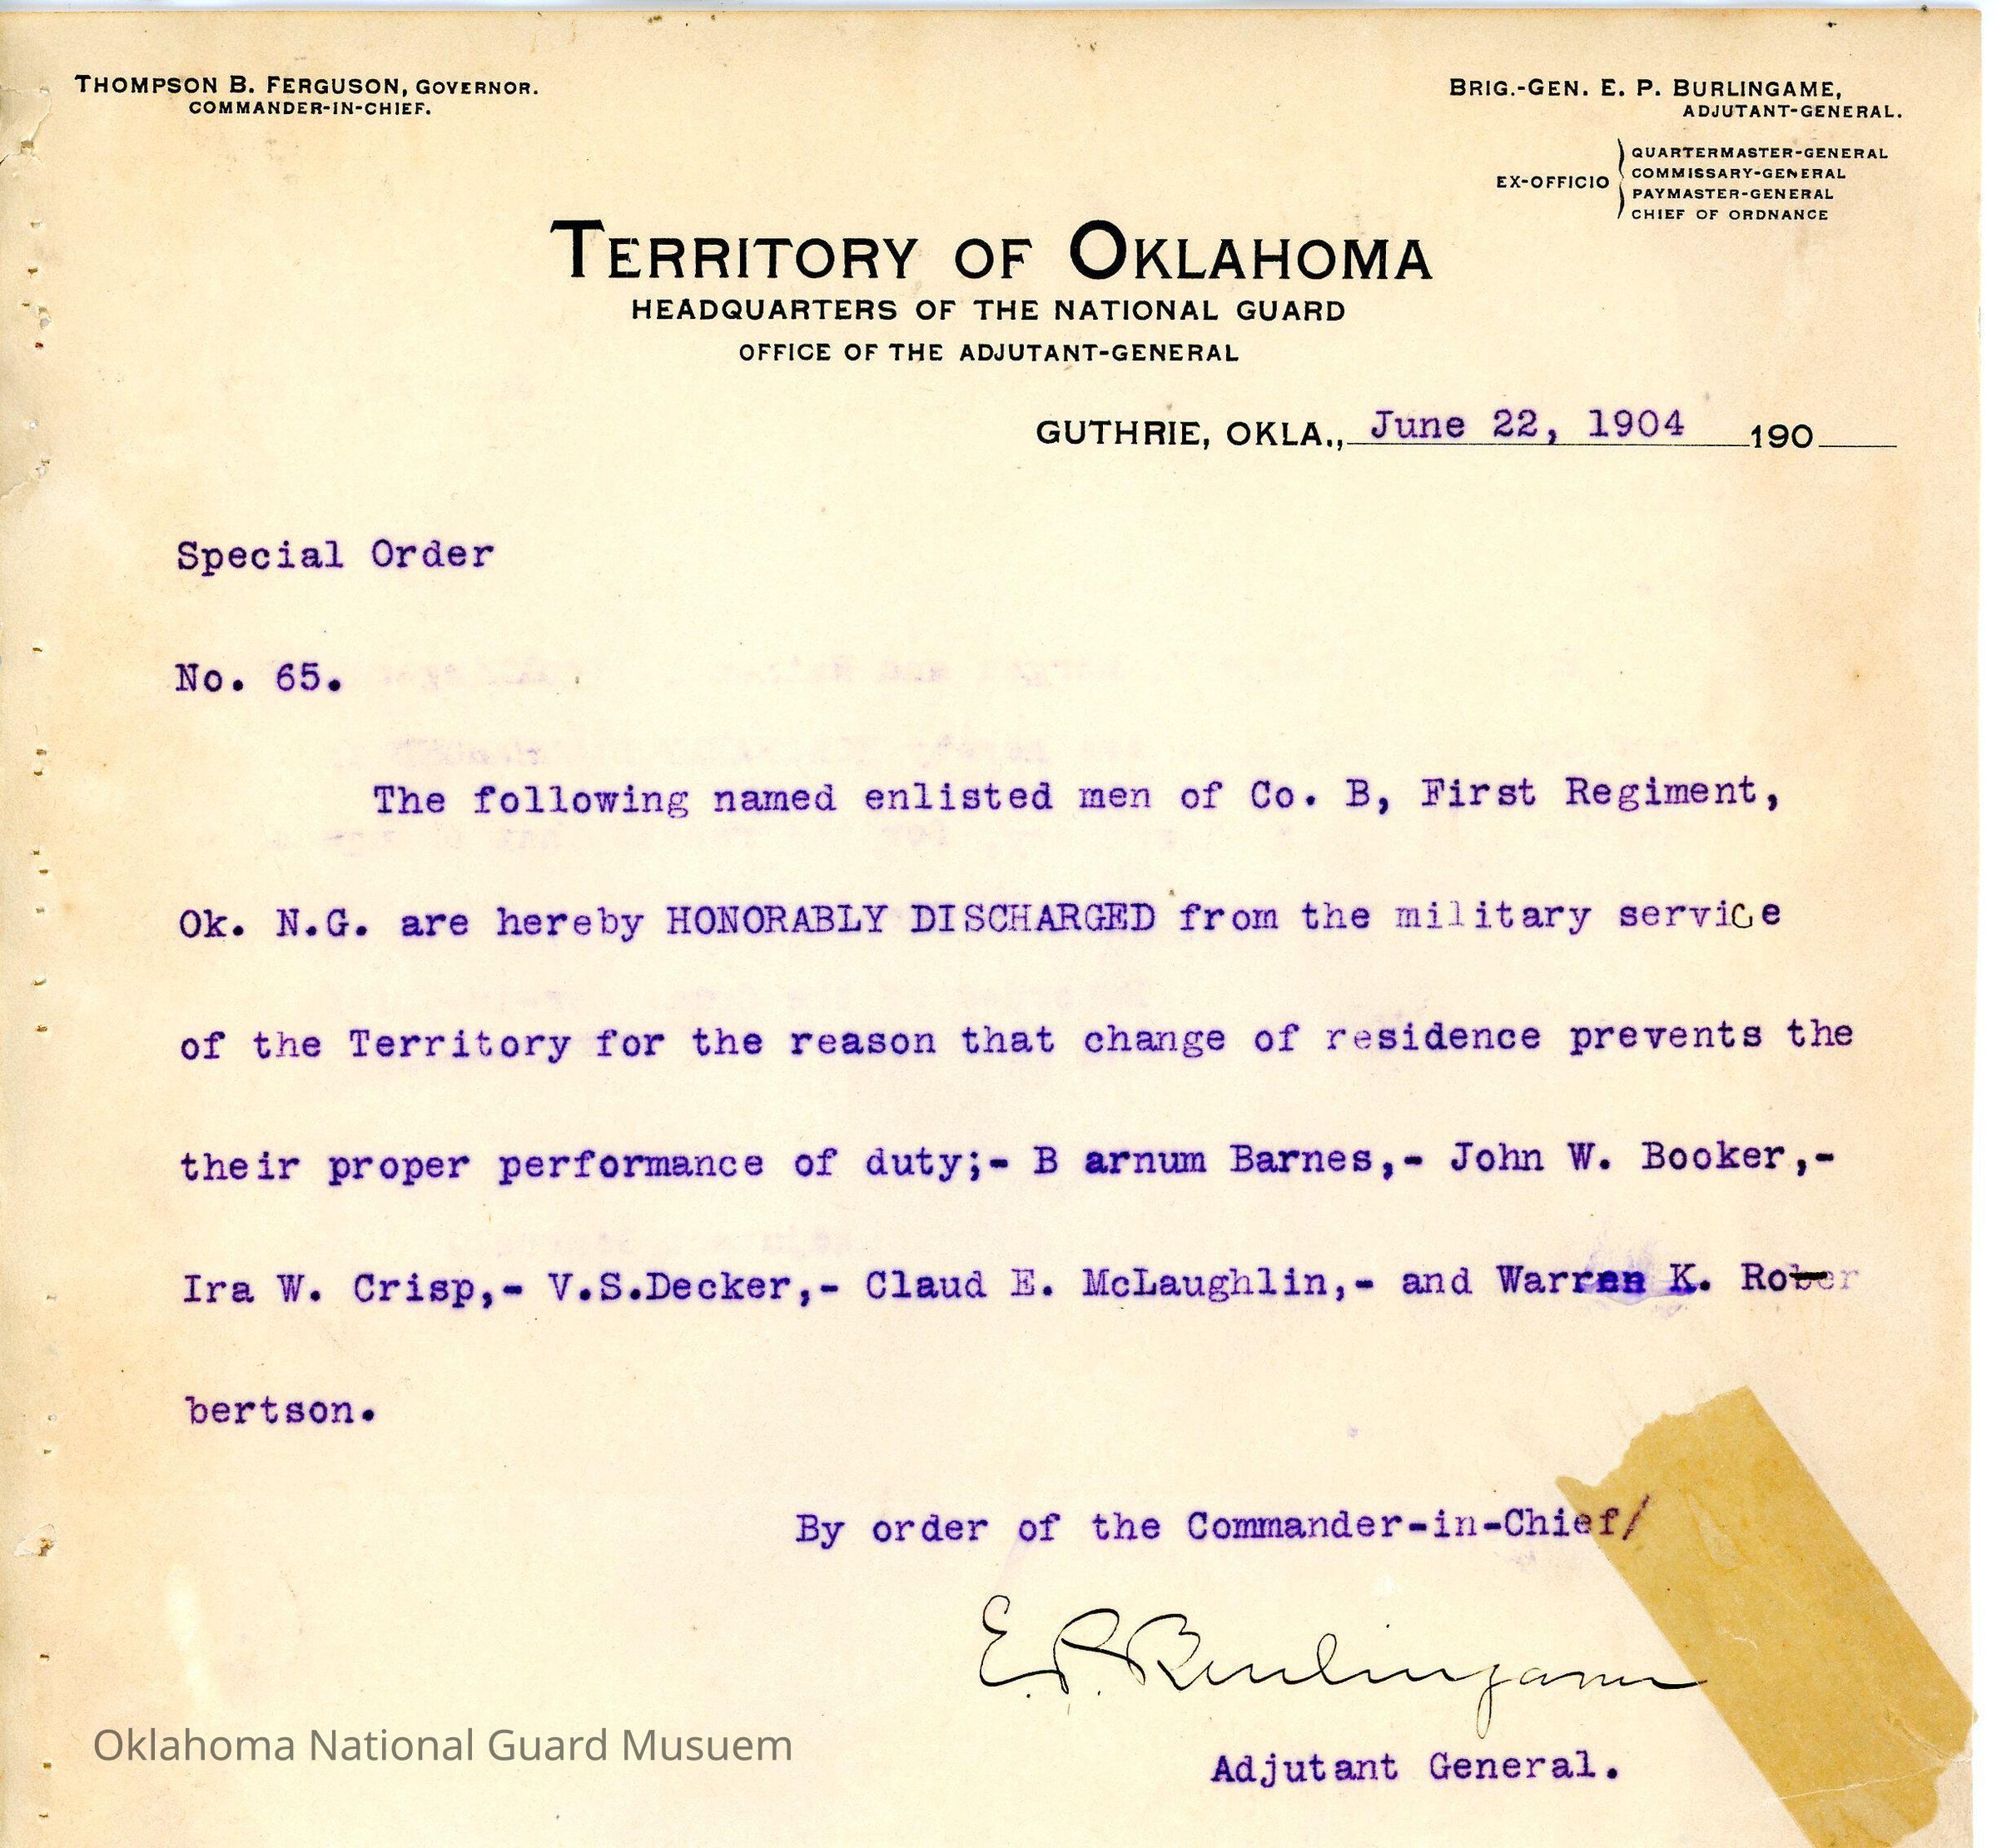 THOMPSON B. FERGUSON, GOVERNOR.
COMMANDER-IN-CHIEF.
BRIG.-GEN. E. P. BURLINGAME,
ADJUTANT-GENERAL.
EX-OFFICIO
QUARTERMASTER-GENERAL
COMMISSARY-GENERAL
PAYMASTER-GENERAL
CHIEF OF ORDNANCE
TERRITORY OF OKLAHOMA
HEADQUARTERS OF THE NATIONAL GUARD
OFFICE OF THE ADJUTANT-GENERAL
GUTHRIE, OKLA., June 22, 1904 190
Special Order
No. 65.
The following named enlisted men of Co. B, First Regiment,
Ok. N.G. are hereby HONORABLY DISCHARGED from the military service
of the Territory for the reason that change of residence prevents the
their proper performance of duty;- B arnum Barnes,- John W. Booker,-
Ira W. Crisp,- V.S.Decker,- Claud E. McLaughlin,- and Warren K. Rober
bertson.
By order of the Commander-in-Chief/
E. P. Burlingame
Adjutant General.
Oklahoma National Guard Musuem